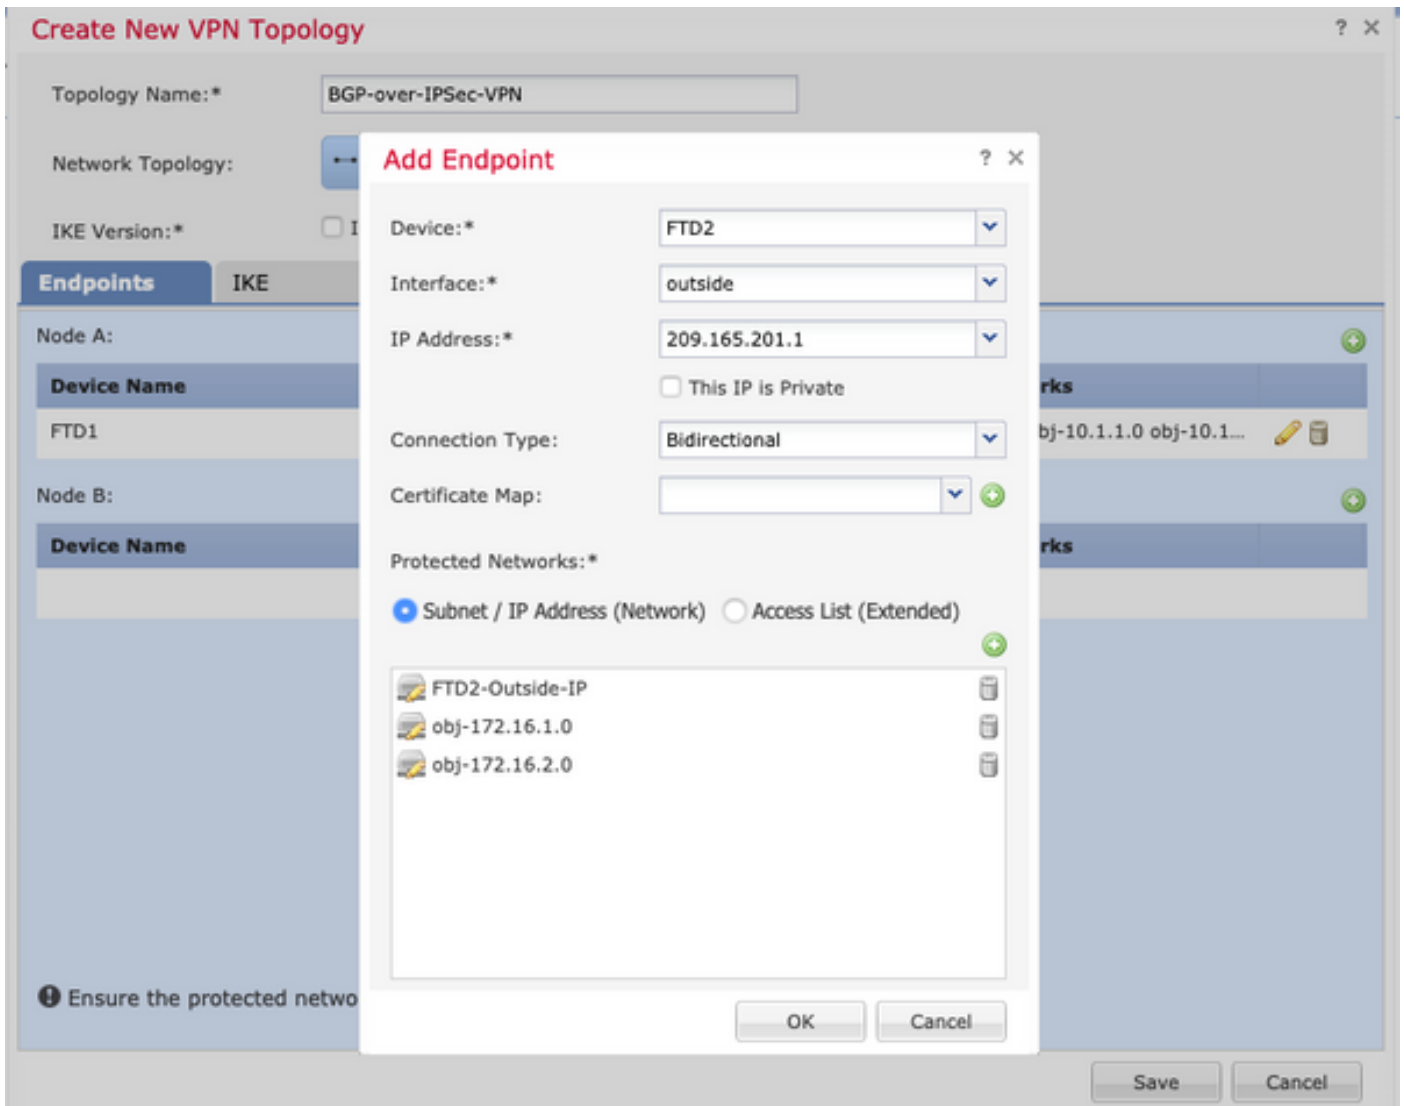 Create New VPN Topology
? ×
Topology Name:*
BGP-over-IPSec-VPN
Network Topology:
IKE Version:*
Endpoints
IKE
Node A:
Device Name
rks
FTD1
bj-10.1.1.0 obj-10.1...
Node B:
Device Name
rks
Ensure the protected netwo
Add Endpoint
? ×
Device:*
FTD2
Interface:*
outside
IP Address:*
209.165.201.1
This IP is Private
Connection Type:
Bidirectional
Certificate Map:
Protected Networks:*
Subnet / IP Address (Network)
Access List (Extended)
FTD2-Outside-IP
obj-172.16.1.0
obj-172.16.2.0
OK
Cancel
Save
Cancel